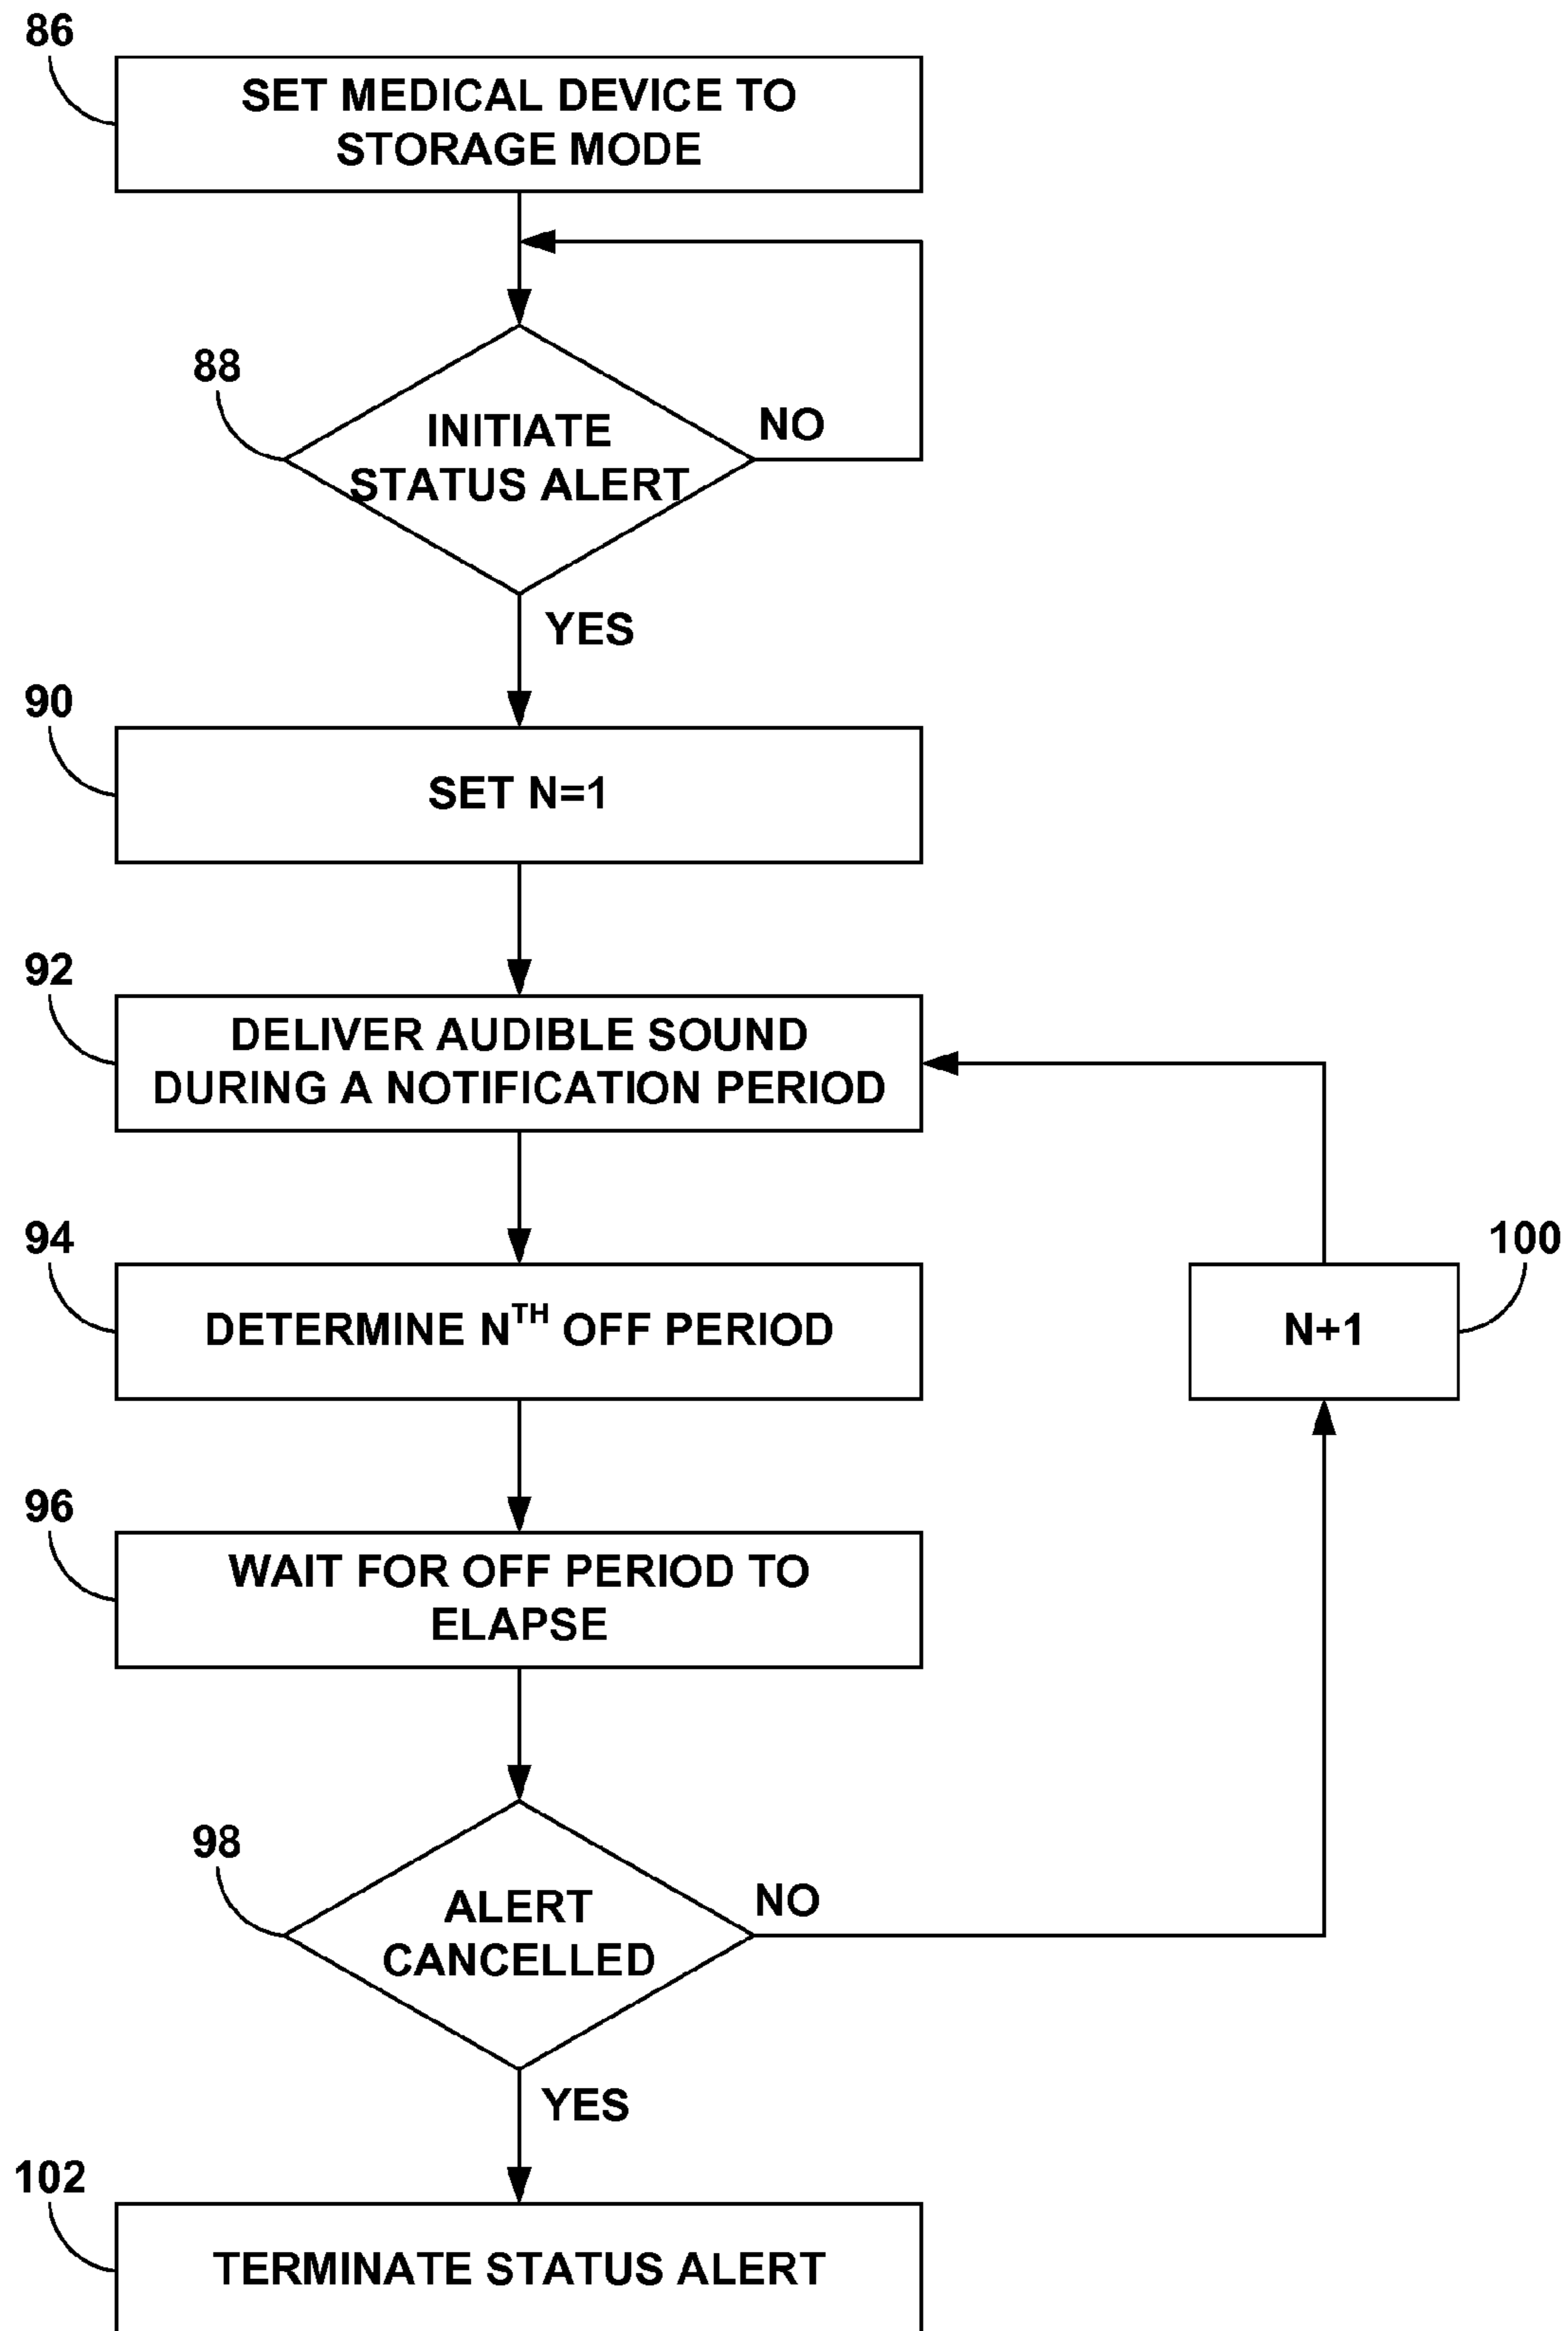 86
SET MEDICAL DEVICE TO
STORAGE MODE
88
INITIATE
STATUS ALERT
NO
YES
90
SET N=1
92
DELIVER AUDIBLE SOUND
DURING A NOTIFICATION PERIOD
94
DETERMINE NTH OFF PERIOD
100
N+1
96
WAIT FOR OFF PERIOD TO
ELAPSE
98
ALERT
CANCELLED
NO
YES
102
TERMINATE STATUS ALERT